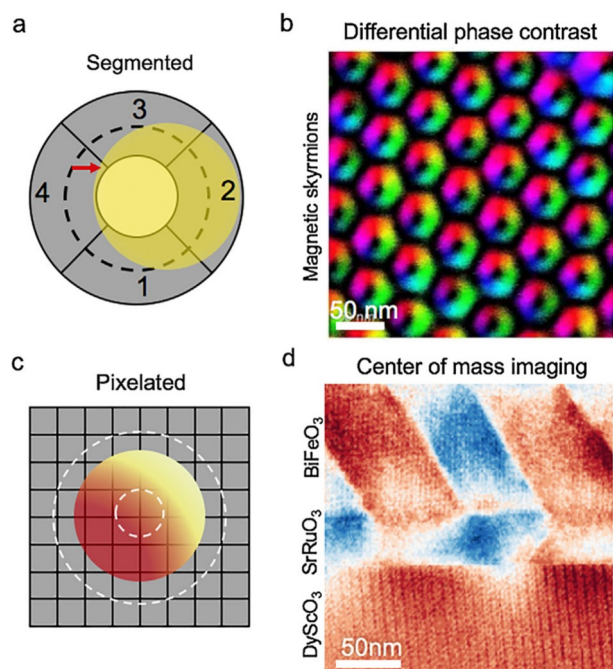 a
Segmented
3
4
2
1
b
Differential phase contrast
Magnetic skyrmions
50 nm
c
Pixelated
d
Center of mass imaging
BiFeO3
SrRuO3
DyScO3
50nm